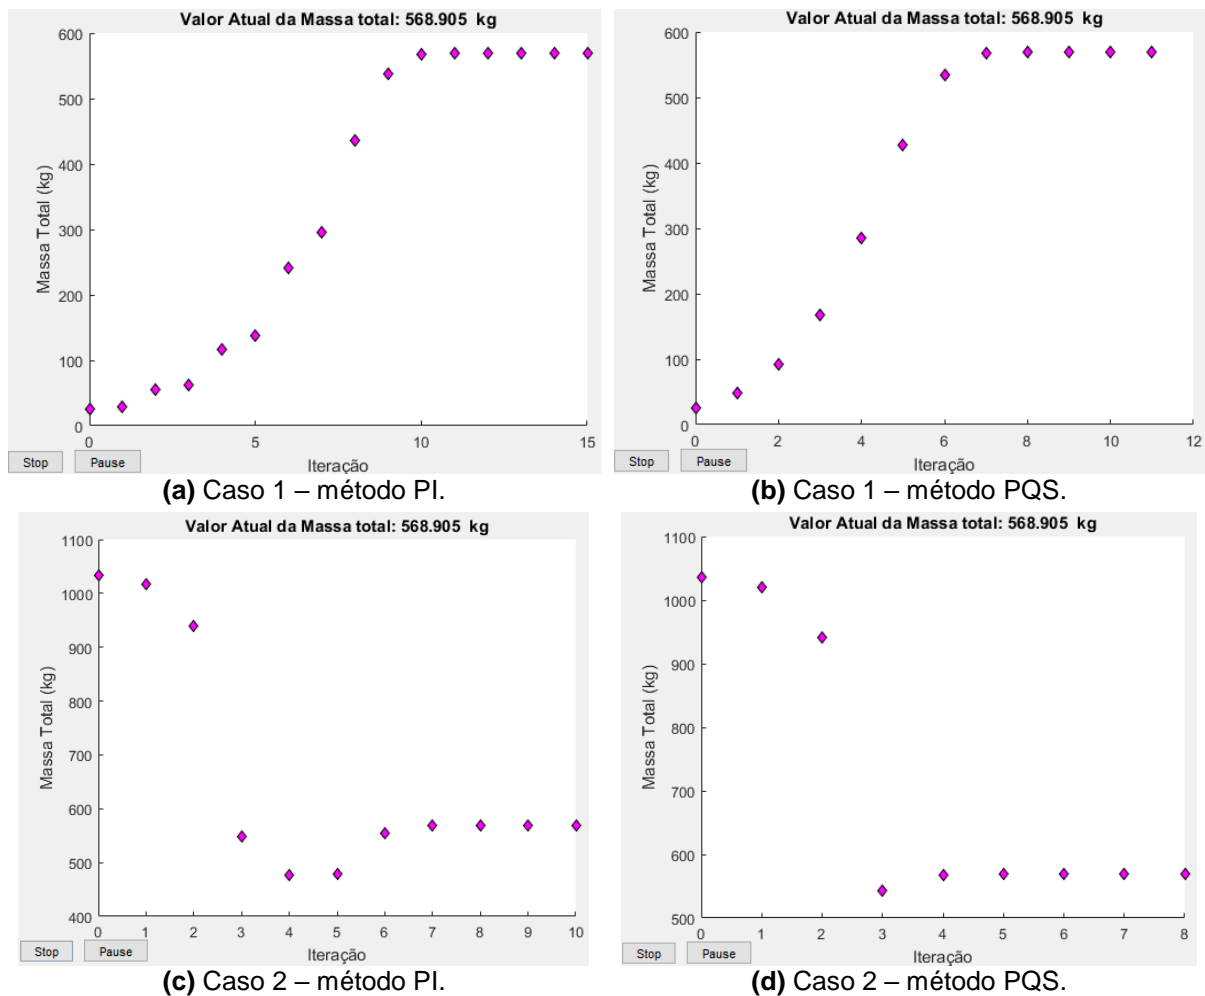 Valor Atual da Massa total: 568.905 kg
600
500
400
300
200
100
0
Massa Total (kg)
0 5 10 15
Iteração
Stop Pause
(a) Caso 1 – método PI.
Valor Atual da Massa total: 568.905 kg
600
500
400
300
200
100
0
Massa Total (kg)
0 2 4 6 8 10 12
Iteração
Stop Pause
(b) Caso 1 – método PQS.
Valor Atual da Massa total: 568.905 kg
1100
1000
900
800
700
600
500
400
Massa Total (kg)
0 1 2 3 4 5 6 7 8 9 10
Iteração
Stop Pause
(c) Caso 2 – método PI.
Valor Atual da Massa total: 568.905 kg
1100
1000
900
800
700
600
500
Massa Total (kg)
0 1 2 3 4 5 6 7 8
Iteração
Stop Pause
(d) Caso 2 – método PQS.